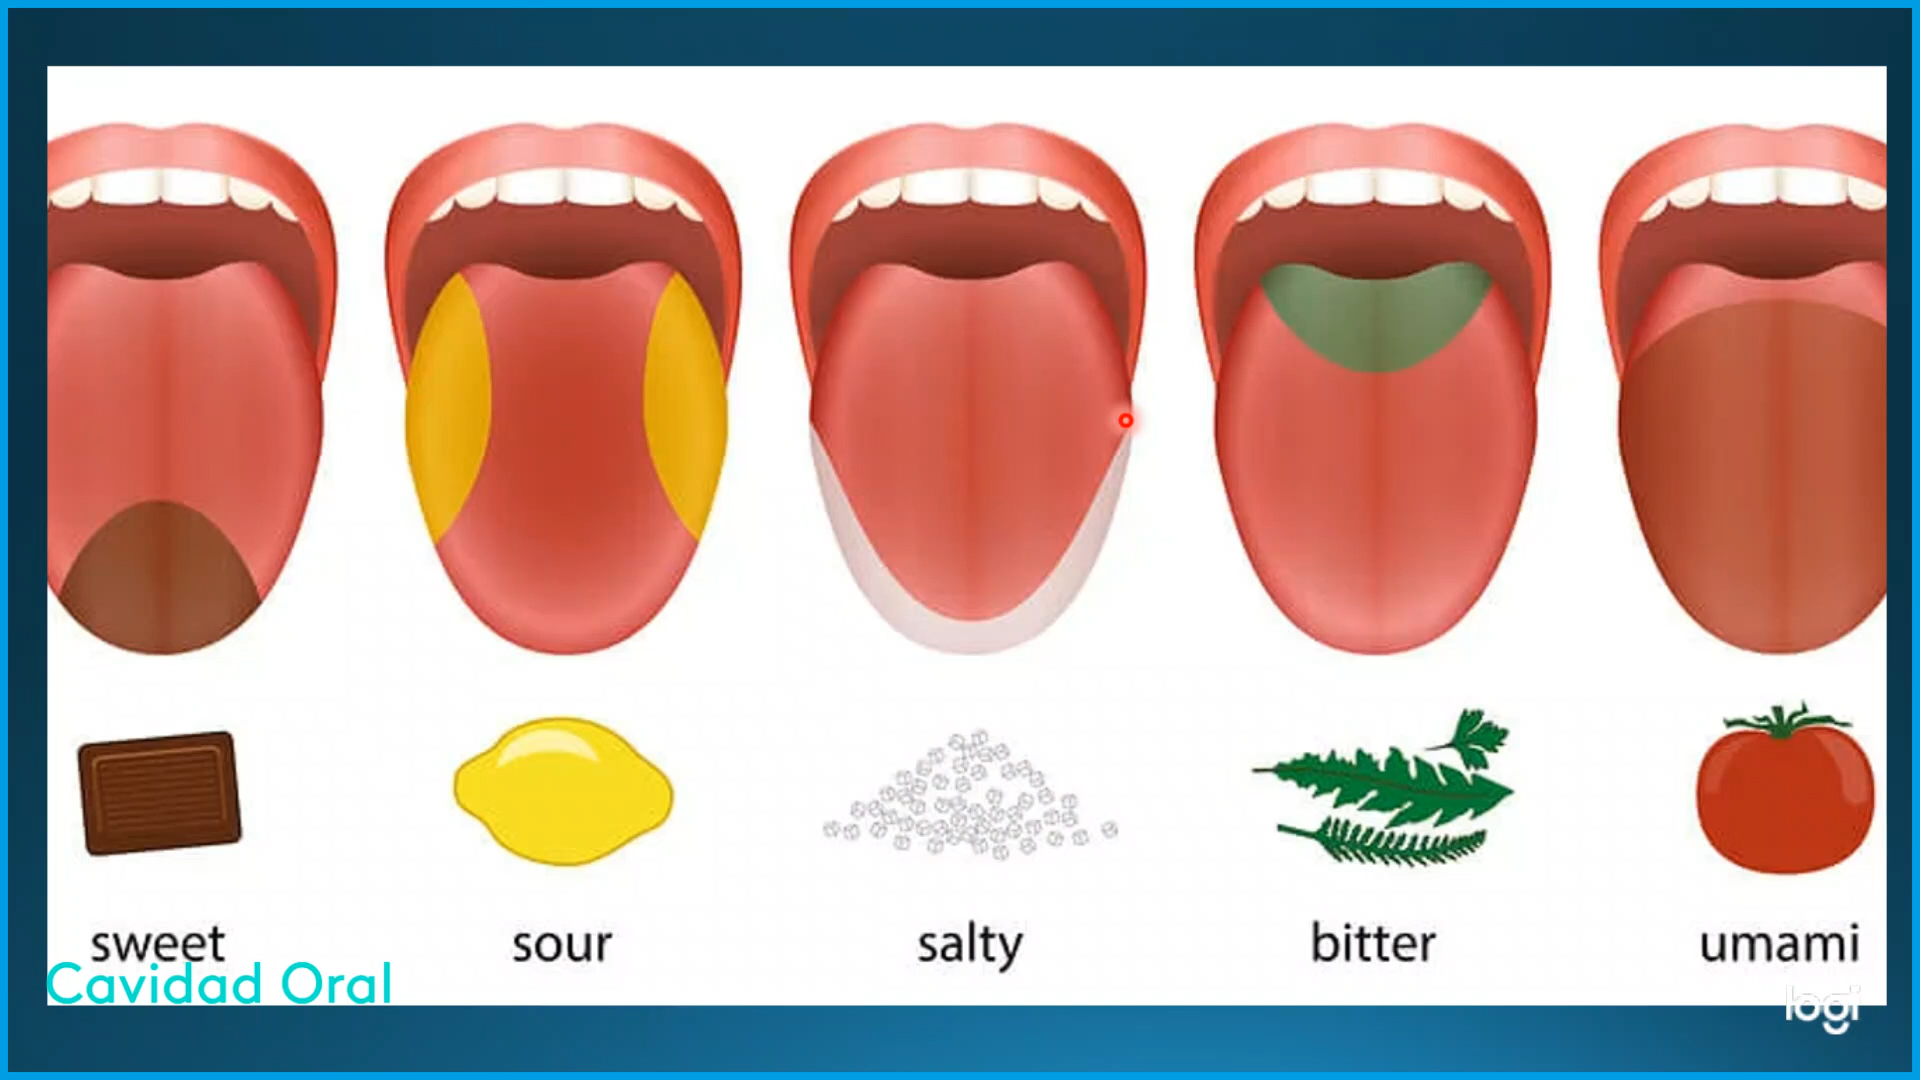 sweet
sour
salty
bitter
umami
Cavidad Oral
logi